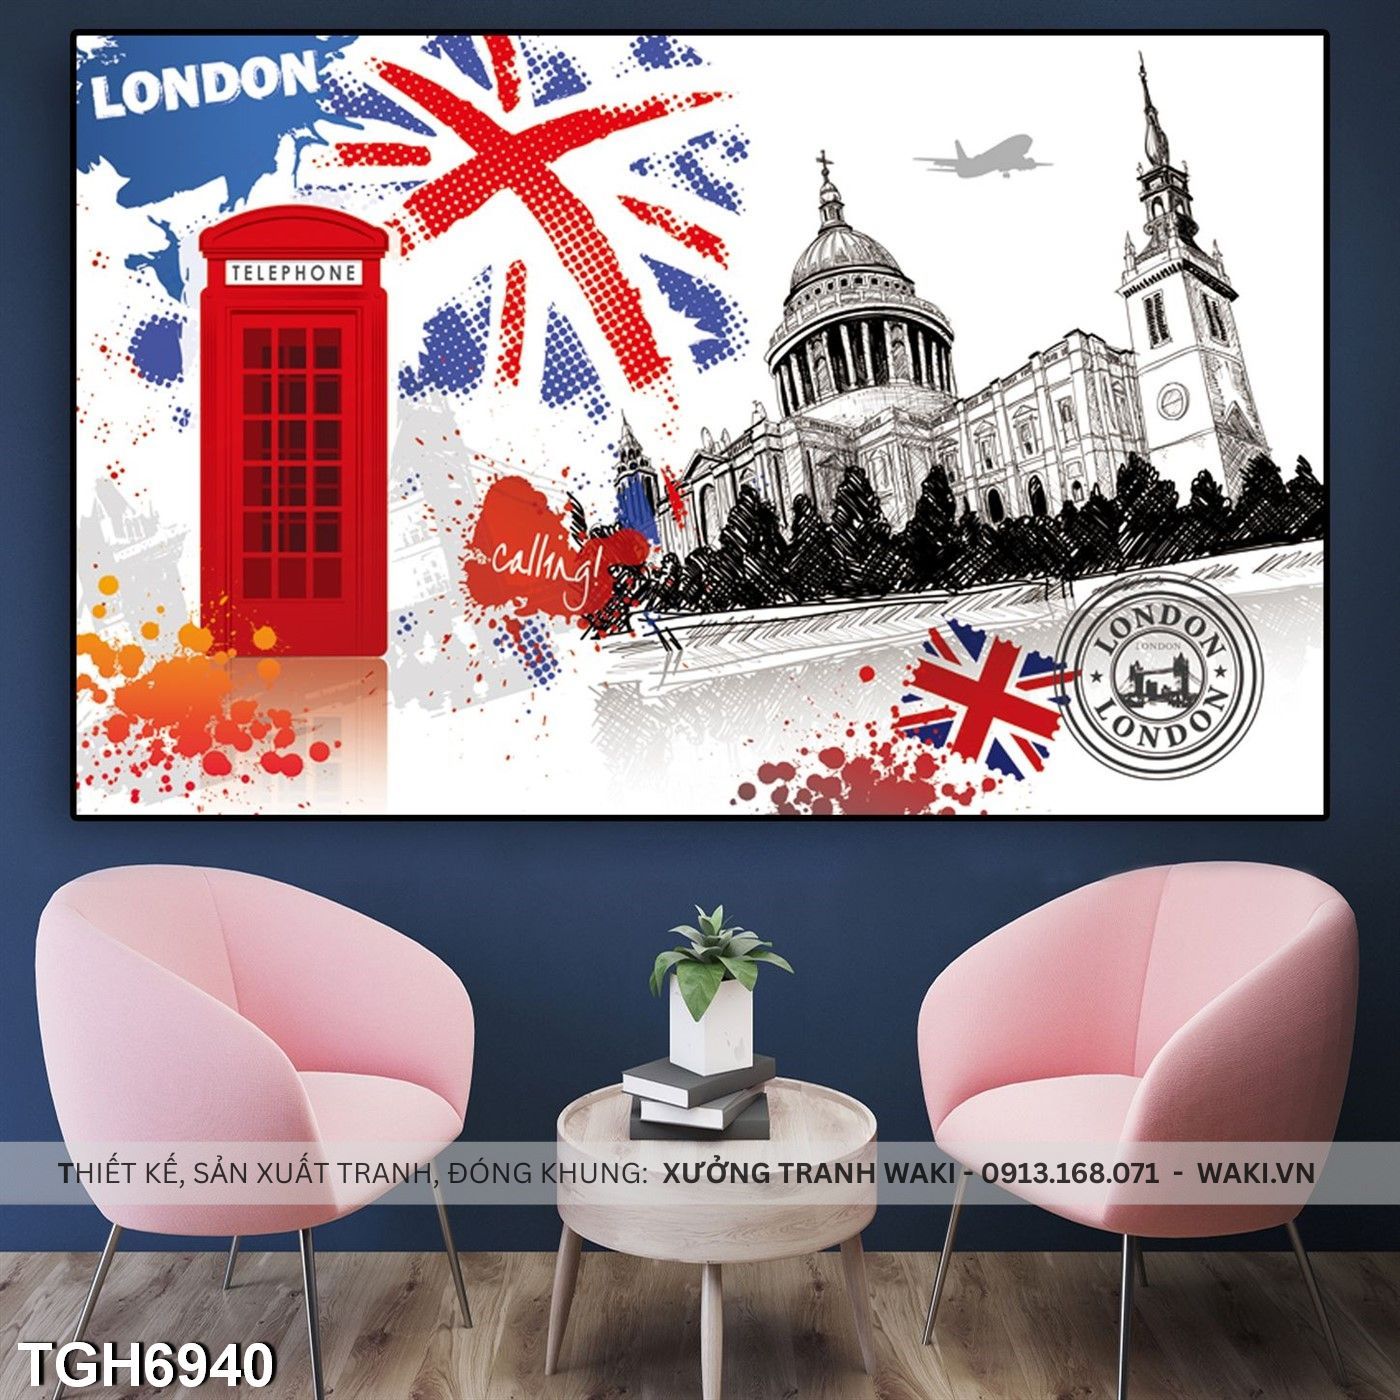 LONDON
TELEPHONE
calling!
LONDON
LONDON
LONDON
THIẾT KẾ, SẢN XUẤT TRANH, ĐÓNG KHUNG: XƯỞNG TRANH WAKI - 0913.168.071 - WAKI.VN
TGH6940